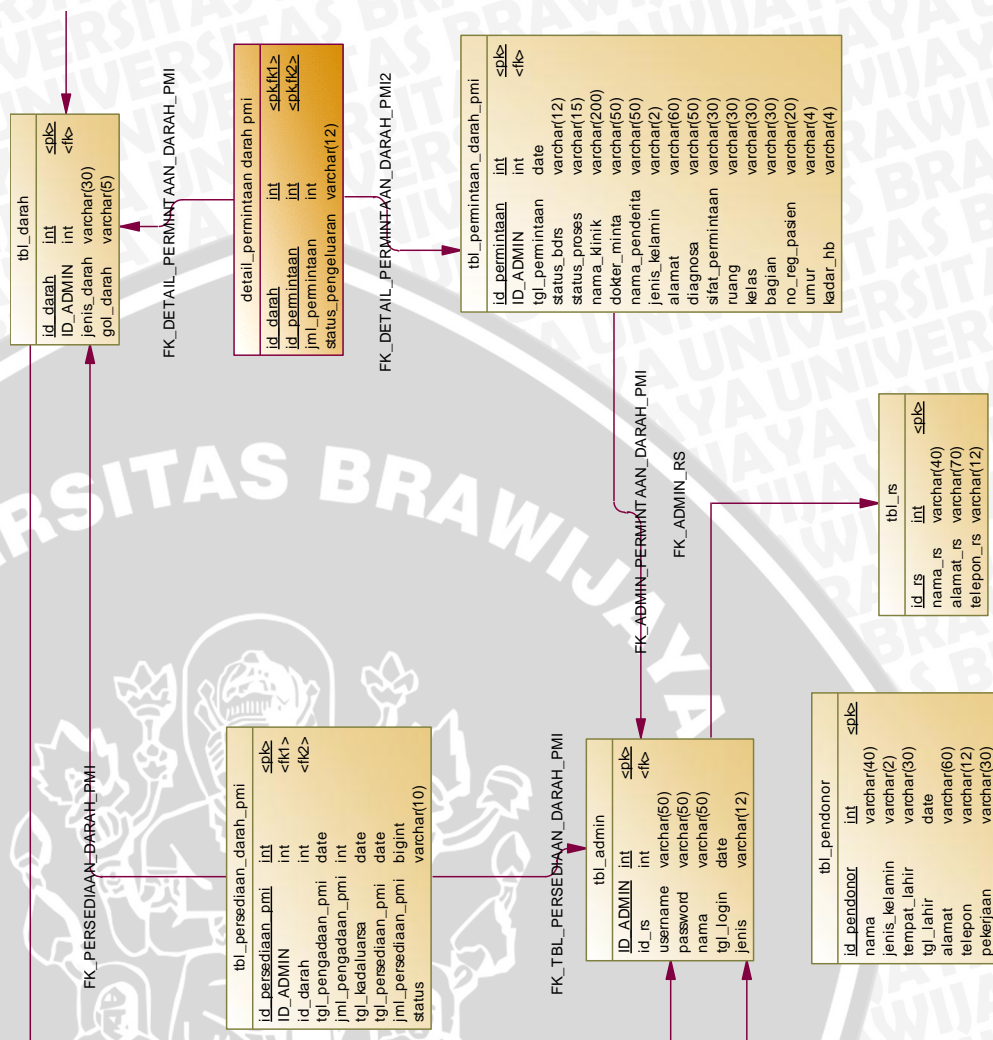 tbl_darah
id_darah int <pk>
ID_ADMIN int <fk>
jenis_darah varchar(30)
gol_darah varchar(5)
FK_DETAIL_PERMINTAAN_DARAH_PMI
detail_permintaan darah pmi
id_darah int <pkfk1>
id_permintaan int <pkfk2>
jml_permintaan int
status_pengeluaran varchar(12)
FK_DETAIL_PERMINTAAN_DARAH_PMI2
tbl_permintaan_darah_pmi
id_permintaan int <pk>
ID_ADMIN int <fk>
tgl_permintaan date
status_bdrs varchar(12)
status_proses varchar(15)
nama_klinik varchar(200)
dokter_minta varchar(50)
nama_penderita varchar(50)
jenis_kelamin varchar(2)
alamat varchar(60)
diagnosa varchar(50)
sifat_permintaan varchar(30)
ruang varchar(30)
kelas varchar(30)
bagian varchar(30)
no_reg_pasien varchar(20)
umur varchar(4)
kadar_hb varchar(4)
FK_ADMIN_PERMINTAAN_DARAH_PMI
FK_ADMIN_RS
tbl_rs
id_rs int <pk>
nama_rs varchar(40)
alamat_rs varchar(70)
telepon_rs varchar(12)
FK_PERSEDIAAN_DARAH_PMI
tbl_persediaan_darah_pmi
id_persediaan_pmi int <pk>
ID_ADMIN int <fk1>
id_darah int <fk2>
tgl_pengadaan_pmi date
jml_pengadaan_pmi int
tgl_kadaluarsa date
tgl_persediaan_pmi date
jml_persediaan_pmi bigint
status varchar(10)
FK_TBL_PERSEDIAAN_DARAH_PMI
tbl_admin
ID_ADMIN int <pk>
id_rs int <fk>
username varchar(50)
password varchar(50)
nama varchar(50)
tgl_login date
jenis varchar(12)
tbl_pendonor
id_pendonor int <pk>
nama varchar(40)
jenis_kelamin varchar(2)
tempat_lahir varchar(30)
tgl_lahir date
alamat varchar(60)
telepon varchar(12)
pekerjaan varchar(30)
RSITAS BRAWIJAYA